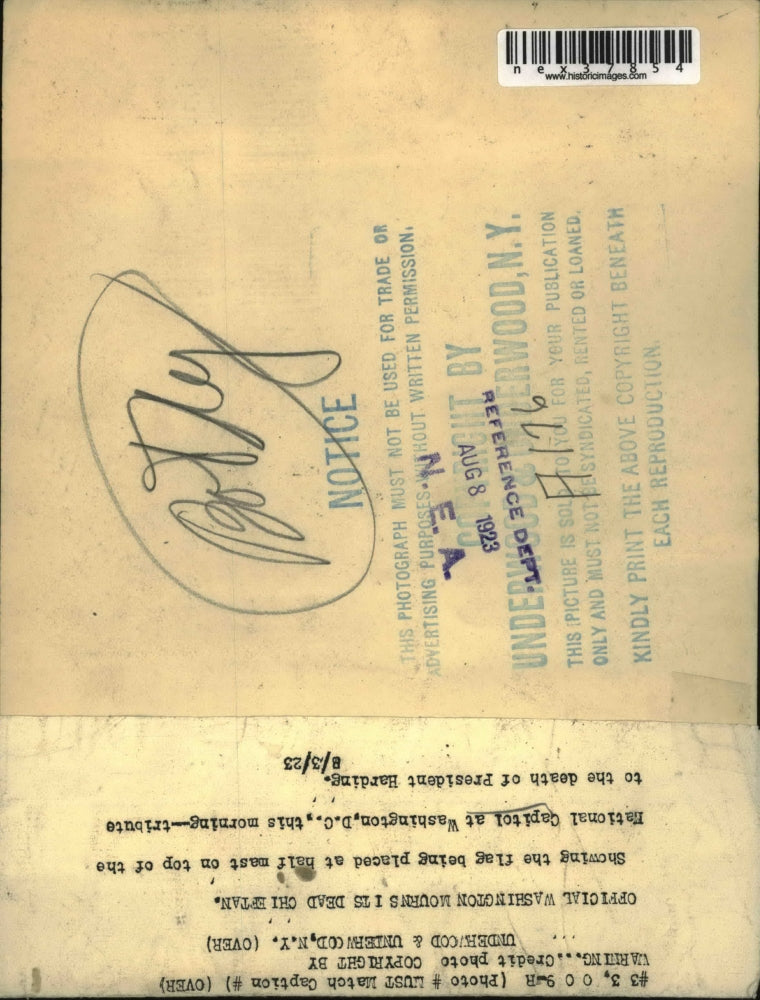 nex37854
www.historicimages.com
NOTICE
THIS PHOTOGRAPH MUST NOT BE USED FOR TRADE OR
ADVERTISING PURPOSES WITHOUT WRITTEN PERMISSION.
COPYRIGHT BY
UNDERWOOD & UNDERWOOD, N.Y.
THIS PICTURE IS SOLD TO YOU FOR YOUR PUBLICATION
ONLY AND MUST NOT BE SYNDICATED, RENTED OR LOANED.
KINDLY PRINT THE ABOVE COPYRIGHT BENEATH
EACH REPRODUCTION.
REFERENCE DEPT.
AUG 8 1923
N. E. A.
#3 3, 0 0 9-R (Photo # MUST Match Caption #) (OVER)
WARNING...Credit photo COPYRIGHT BY
UNDERWOOD & UNDERWOOD, N.Y. (OVER)
OFFICIAL WASHINGTON MOURNS ITS DEAD CHIEFTAN.
Showing the flag being placed at half mast on top of the
National Capitol at Washington, D.C., this morning--tribute
to the death of President Harding.
8/3/23